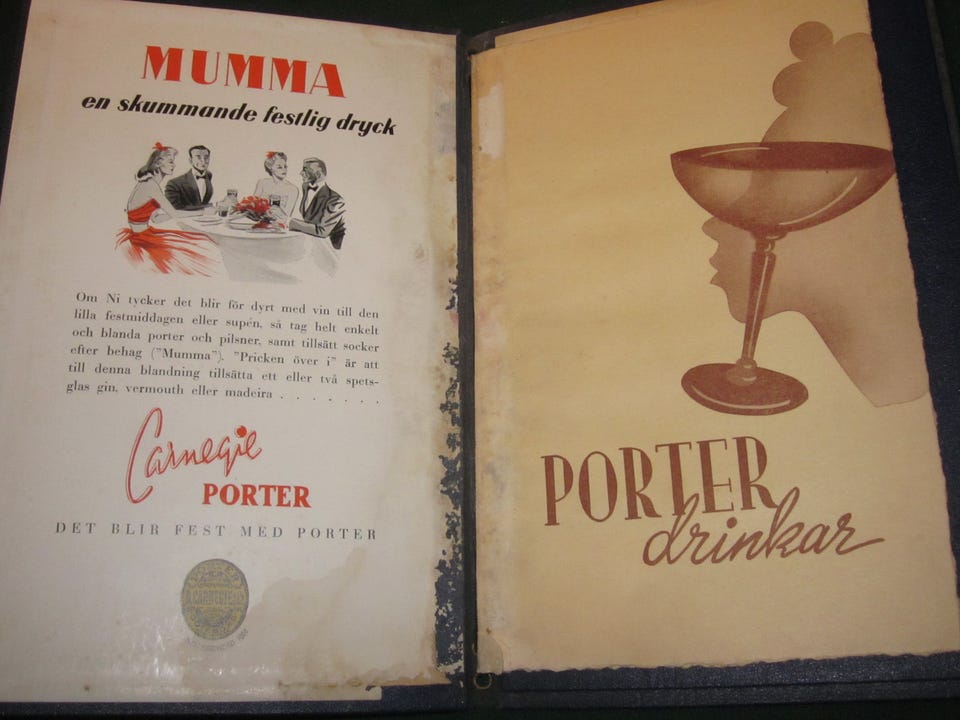 MUMMA
en skummande festlig dryck
Om Ni tycker det blir för dyrt med vin till den
lilla festmiddagen eller supén, så tag helt enkelt
och blanda porter och pilsner, samt tillsätt socker
efter behag ("Mumma"). "Pricken över i" är att
till denna blandning tillsätta ett eller två spets-
glas gin, vermouth eller madeira . . . . . . .
Carnegie
PORTER
DET BLIR FEST MED PORTER
D. CARNEGIE & Co
PORTER
drinkar